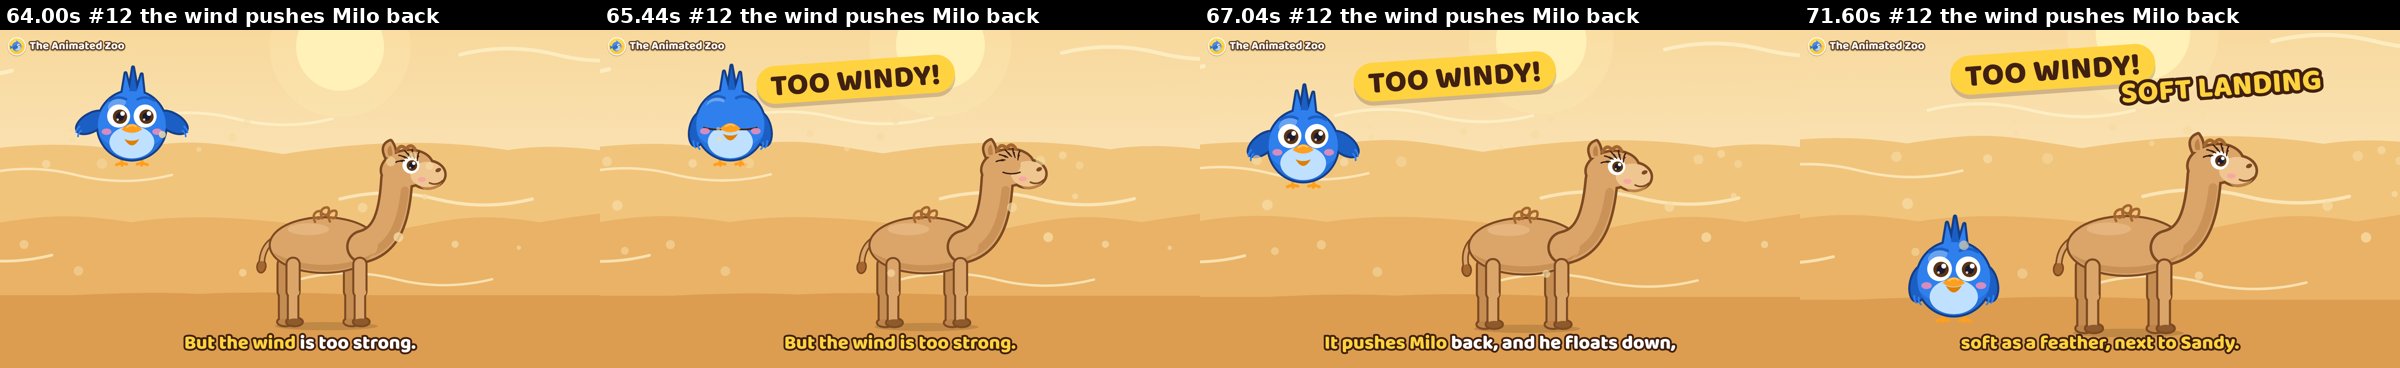 64.00s #12 the wind pushes Milo back
The Animated Zoo
But the wind is too strong.
65.44s #12 the wind pushes Milo back
The Animated Zoo
TOO WINDY!
But the wind is too strong.
67.04s #12 the wind pushes Milo back
The Animated Zoo
TOO WINDY!
It pushes Milo back, and he floats down,
71.60s #12 the wind pushes Milo back
The Animated Zoo
TOO WINDY!
SOFT LANDING
soft as a feather, next to Sandy.